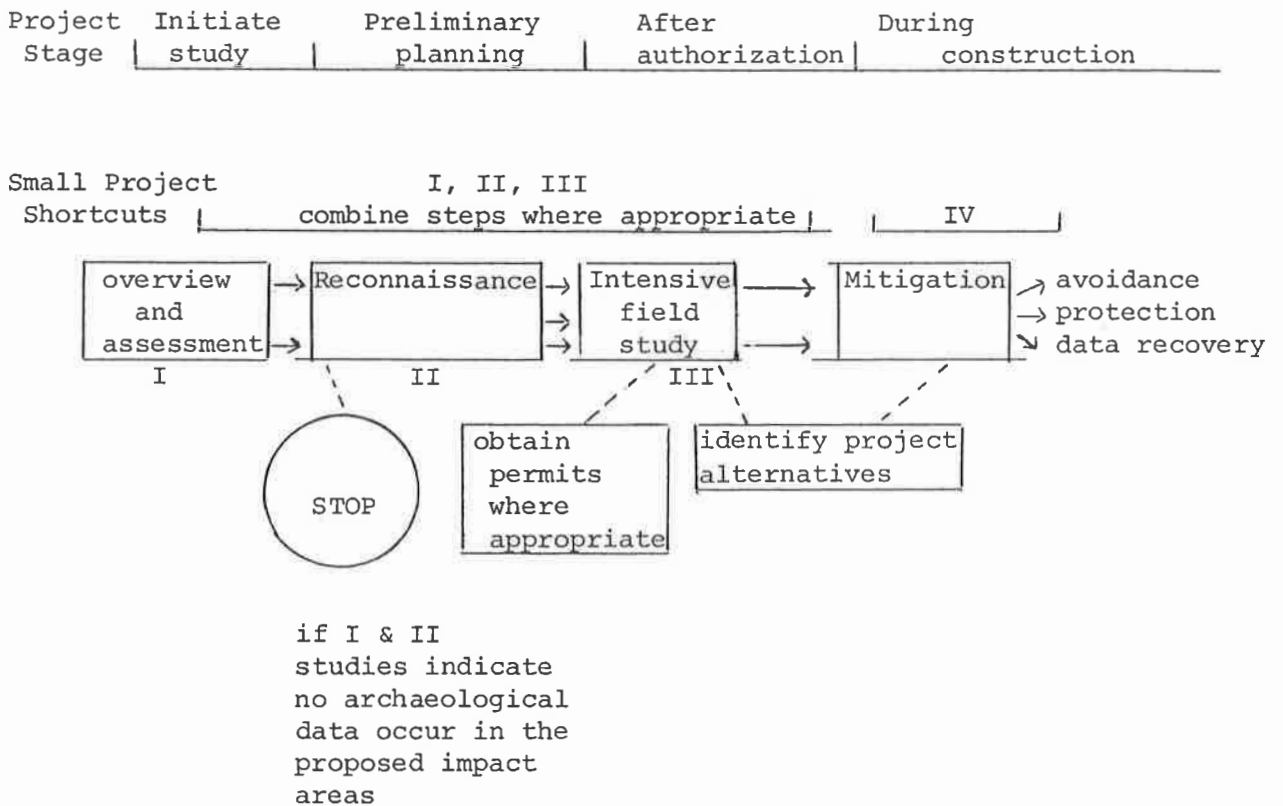 Project Initiate Preliminary After During
Stage study planning authorization construction
Small Project I, II, III
Shortcuts combine steps where appropriate IV
overview
and
assessment
I
Reconnaissance
II
Intensive
field
study
III
Mitigation
avoidance
protection
data recovery
STOP
obtain
permits
where
appropriate
identify project
alternatives
if I & II
studies indicate
no archaeological
data occur in the
proposed impact
areas